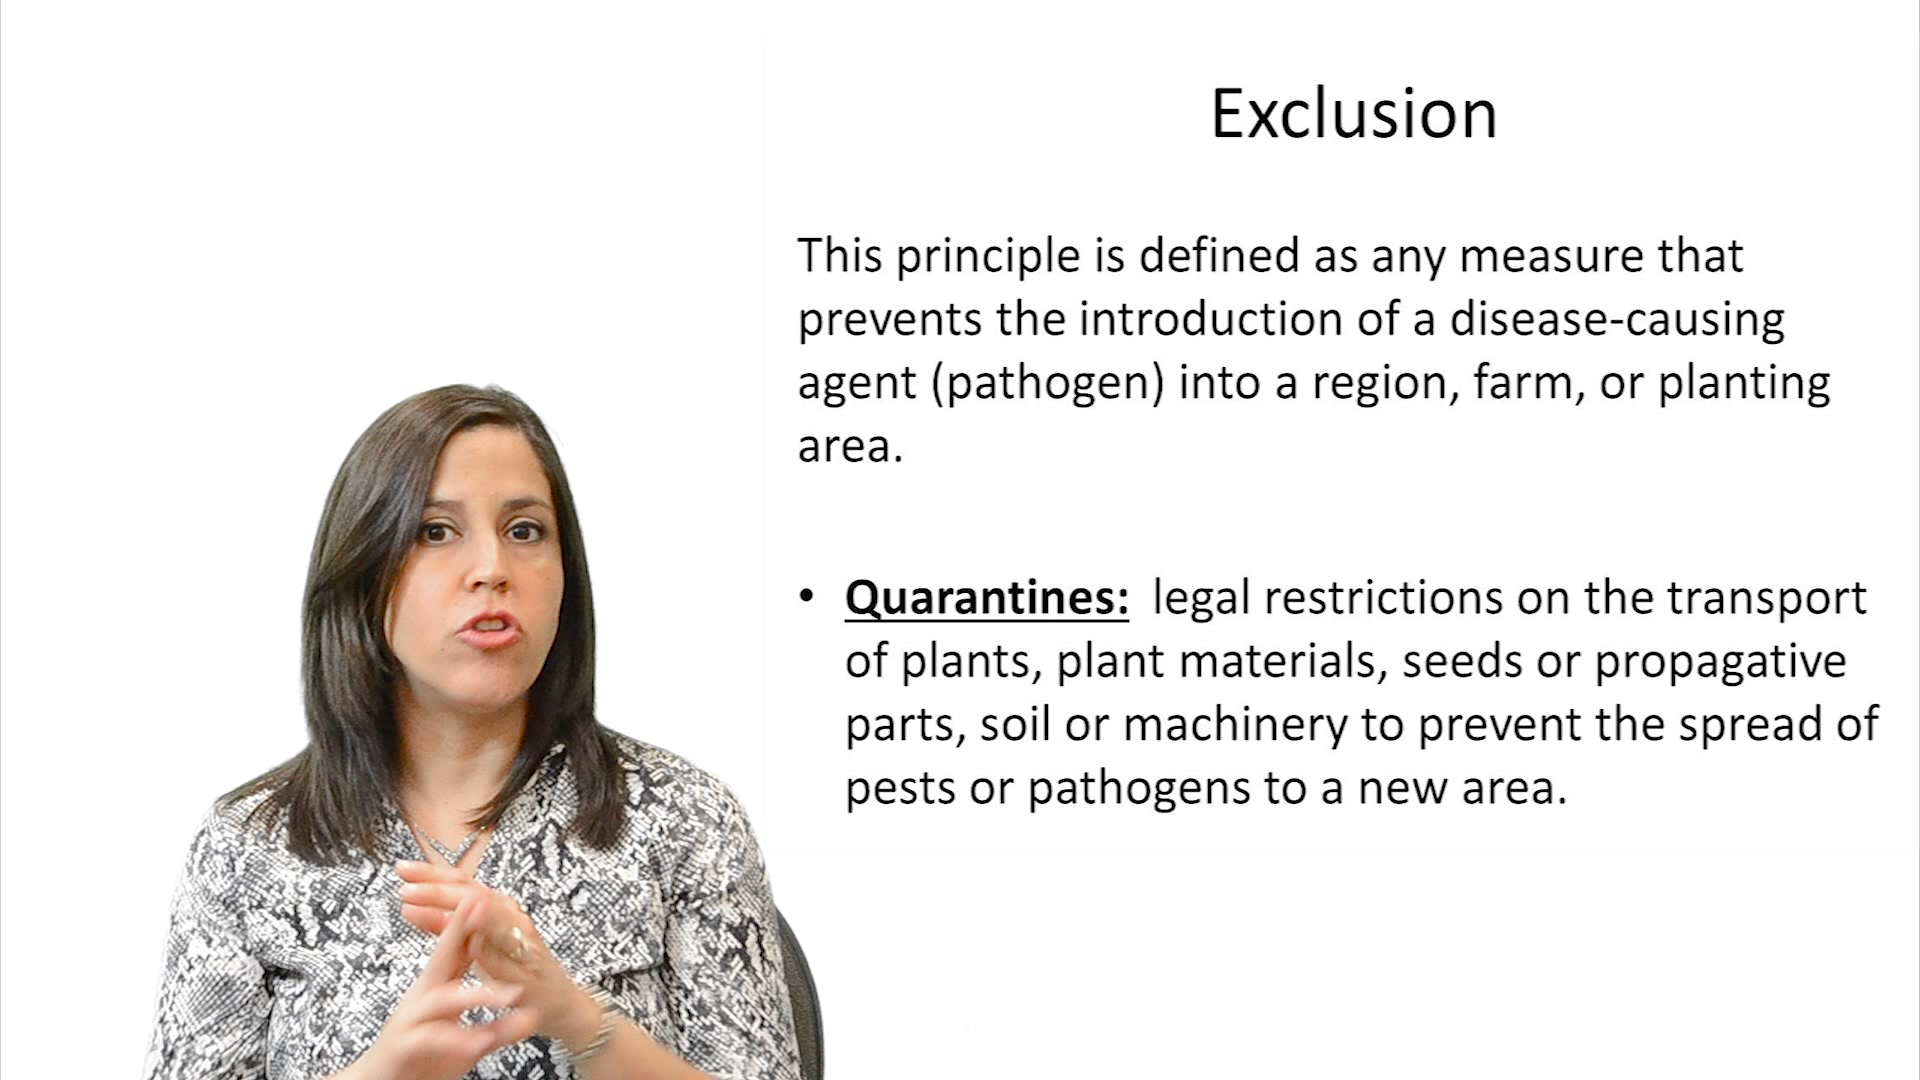 Exclusion
This principle is defined as any measure that
prevents the introduction of a disease-causing
agent (pathogen) into a region, farm, or planting
area.
• Quarantines: legal restrictions on the transport
of plants, plant materials, seeds or propagative
parts, soil or machinery to prevent the spread of
pests or pathogens to a new area.